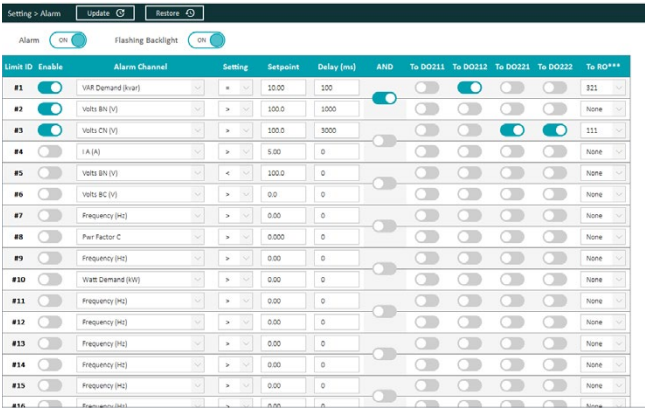 Setting > Alarm Update Restore
Alarm ON Flashing Backlight ON
Limit ID Enable Alarm Channel Setting Setpoint Delay (ms) AND To DO211 To DO212 To DO221 To DO222 To RO***
#1 VAR Demand (kvar) = 10.00 100 321
#2 Volts BN (V) > 100.0 1000 None
#3 Volts CN (V) > 100.0 3000 111
#4 I A (A) > 5.00 0 None
#5 Volts BN (V) < 100.0 0 None
#6 Volts BC (V) > 0.0 0 None
#7 Frequency (Hz) > 0.00 0 None
#8 Pwr Factor C > 0.000 0 None
#9 Frequency (Hz) > 0.00 0 None
#10 Watt Demand (kW) > 0.00 0 None
#11 Frequency (Hz) > 0.00 0 None
#12 Frequency (Hz) > 0.00 0 None
#13 Frequency (Hz) > 0.00 0 None
#14 Frequency (Hz) > 0.00 0 None
#15 Frequency (Hz) > 0.00 0 None
#16 Frequency (Hz) > 0.00 0 None